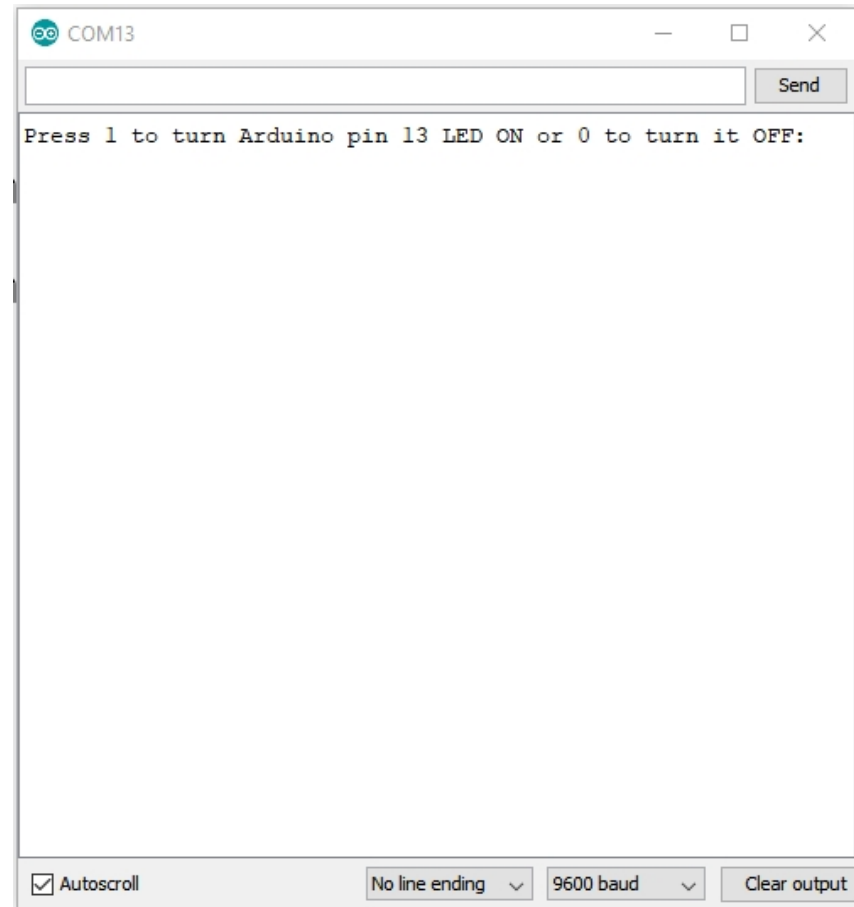 COM13
Send
Press 1 to turn Arduino pin 13 LED ON or 0 to turn it OFF:
Autoscroll
No line ending
9600 baud
Clear output